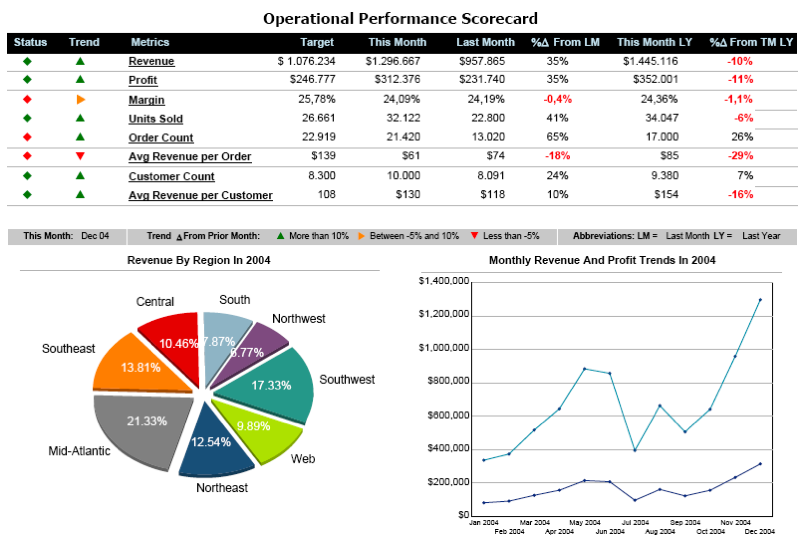 Operational Performance Scorecard
Status Trend Metrics Target This Month Last Month %Δ From LM This Month LY %Δ From TM LY
Revenue $ 1.076.234 $1.296.667 $957.865 35% $1.445.116 -10%
Profit $246.777 $312.376 $231.740 35% $352.001 -11%
Margin 25,78% 24,09% 24,19% -0,4% 24,36% -1,1%
Units Sold 26.661 32.122 22.800 41% 34.047 -6%
Order Count 22.919 21.420 13.020 65% 17.000 26%
Avg Revenue per Order $139 $61 $74 -18% $85 -29%
Customer Count 8.300 10.000 8.091 24% 9.380 7%
Avg Revenue per Customer 108 $130 $118 10% $154 -16%
This Month: Dec 04 Trend ΔFrom Prior Month: More than 10% Between -5% and 10% Less than -5% Abbreviations: LM = Last Month LY = Last Year
Revenue By Region In 2004
South
Central
Northwest
Southeast
10.46%
7.87%
6.77%
13.81%
17.33%
Southwest
21.33%
9.89%
12.54%
Mid-Atlantic
Web
Northeast
Monthly Revenue And Profit Trends In 2004
$1,400,000
$1,200,000
$1,000,000
$800,000
$600,000
$400,000
$200,000
$0
Jan 2004 Mar 2004 May 2004 Jul 2004 Sep 2004 Nov 2004
Feb 2004 Apr 2004 Jun 2004 Aug 2004 Oct 2004 Dec 2004